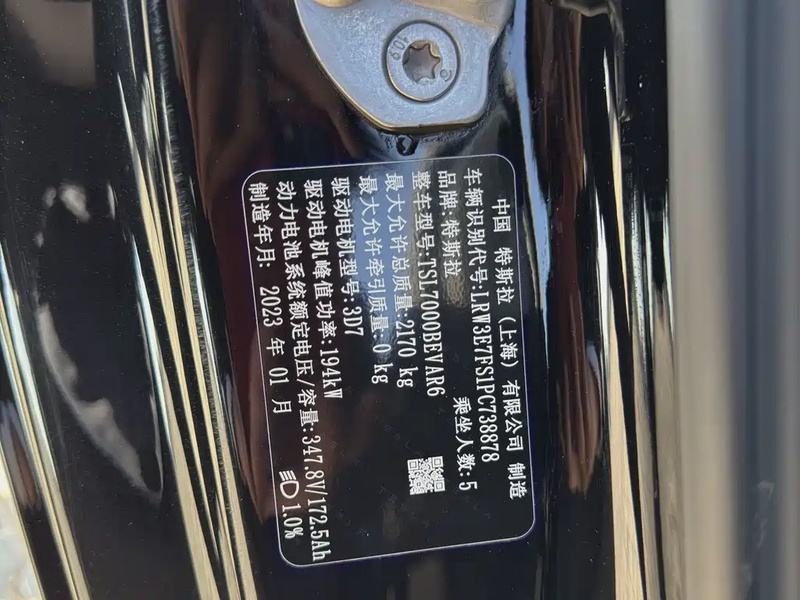 中国 特斯拉（上海）有限公司 制造
车辆识别代号:LRW3E7FS1PC738878
品牌:特斯拉 乘坐人数:5
整车型号:TSL7000BEVAR6
最大允许总质量:2170 kg
最大允许牵引质量:0 kg
驱动电机型号:3D7
驱动电机峰值功率:194kW
动力电池系统额定电压/容量:347.8V/172.5Ah
制造年月: 2023 年 01 月 1.0%